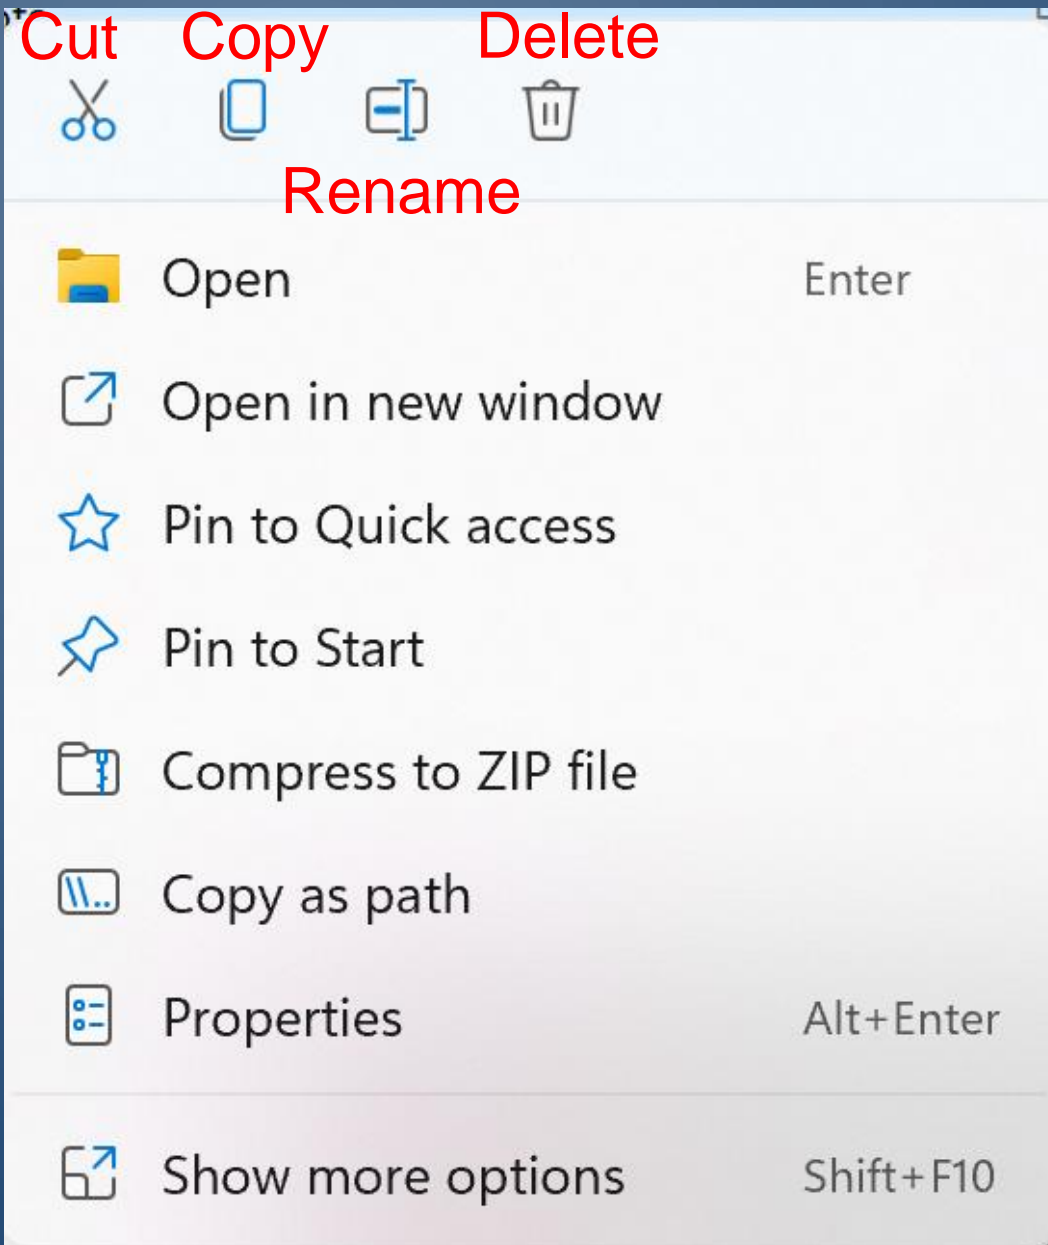 Cut Copy Delete
Rename
Open Enter
Open in new window
Pin to Quick access
Pin to Start
Compress to ZIP file
Copy as path
Properties Alt+Enter
Show more options Shift+F10